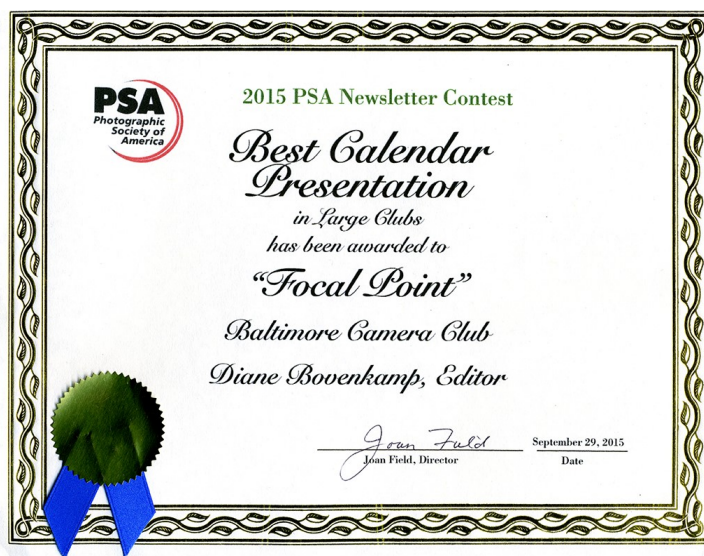 PSA
Photographic
Society of
America
2015 PSA Newsletter Contest
Best Calendar
Presentation
in Large Clubs
has been awarded to
“Focal Point”
Baltimore Camera Club
Diane Bovenkamp, Editor
Joan Field
September 29, 2015
Joan Field, Director
Date